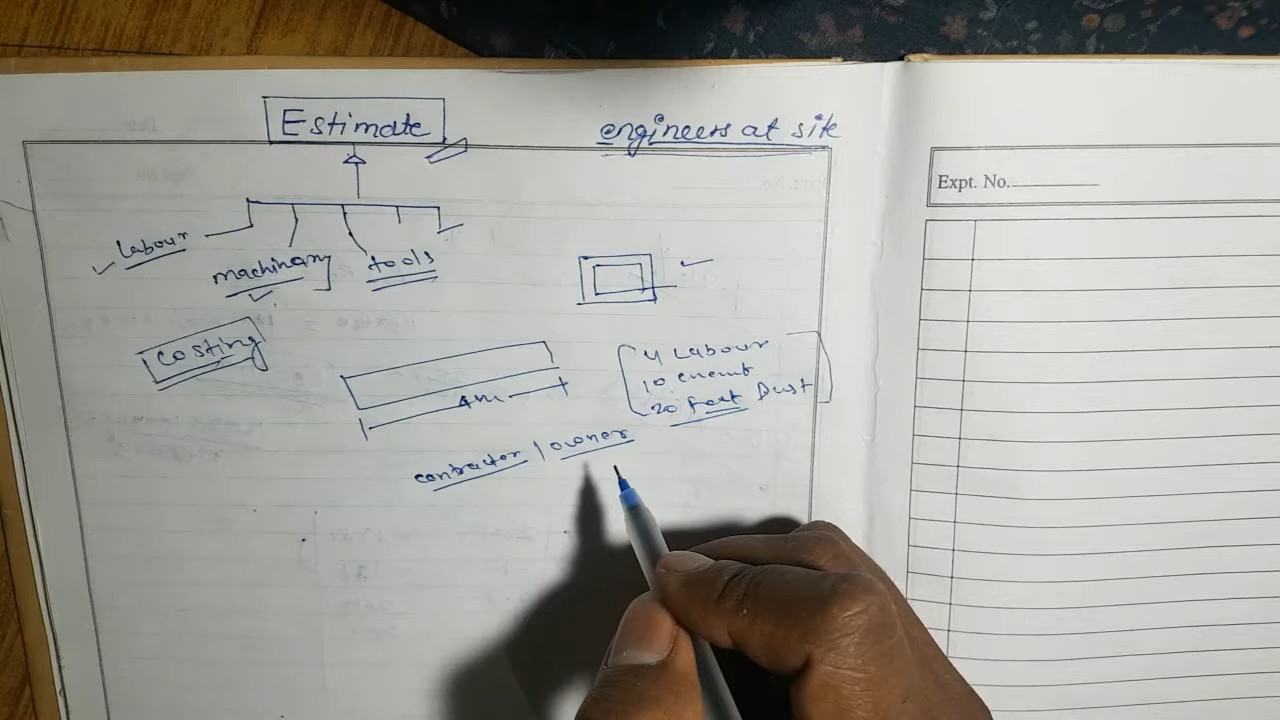 Estimate
engineers at site
Expt. No.
Labour
machinary
tools
costing
4 Labour
10 cement
20 feet Dust
4m
contractor / owner